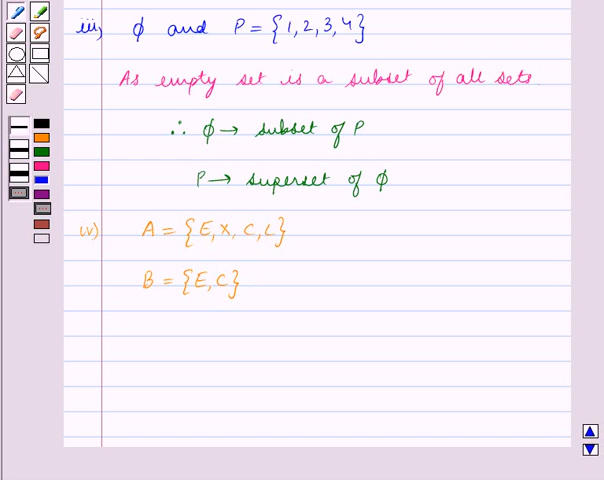 iii) φ and P = {1, 2, 3, 4}
As empty set is a subset of all sets.
∴ φ → subset of P
P → superset of φ
iv) A = {E, X, C, L}
B = {E, C}